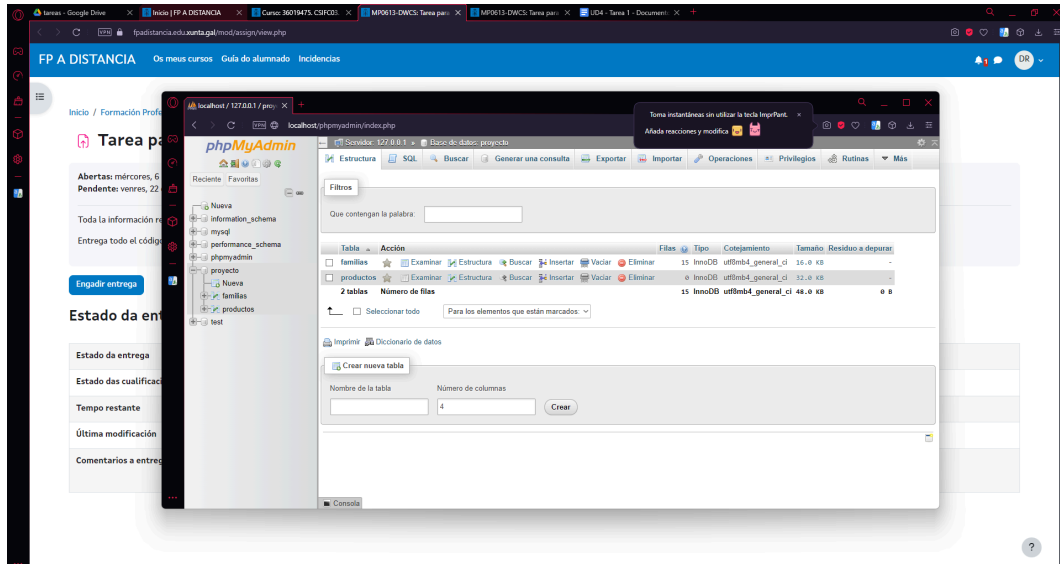 tareas - Google Drive
Inicio | FP A DISTANCIA
Curso: 36019475. CSIFC03.
MP0613-DWCS: Tarea para
MP0613-DWCS: Tarea para
UD4 - Tarea 1 - Document
VPN fpadistancia.edu.xunta.gal/mod/assign/view.php
FP A DISTANCIA Os meus cursos Guía do alumnado Incidencias
1 DR
Inicio / Formación Profe
Tarea pa
Abertas: mércores, 6
Pendente: venres, 22
Toda la información re
Entrega todo el código
Engadir entrega
Estado da ent
Estado da entrega
Estado das cualificaci
Tempo restante
Última modificación
Comentarios a entreg
localhost / 127.0.0.1 / proy
VPN localhost/phpmyadmin/index.php
Toma instantáneas sin utilizar la tecla ImprPant.
Añada reacciones y modifica
phpMyAdmin
Reciente Favoritas
Nueva
information_schema
mysql
performance_schema
phpmyadmin
proyecto
Nueva
familias
productos
test
Servidor: 127.0.0.1 » Base de datos: proyecto
Estructura SQL Buscar Generar una consulta Exportar Importar Operaciones Privilegios Rutinas Más
Filtros
Que contengan la palabra:
Tabla Acción Filas Tipo Cotejamiento Tamaño Residuo a depurar
familias Examinar Estructura Buscar Insertar Vaciar Eliminar 15 InnoDB utf8mb4_general_ci 16.0 KB -
productos Examinar Estructura Buscar Insertar Vaciar Eliminar 0 InnoDB utf8mb4_general_ci 32.0 KB -
2 tablas Número de filas 15 InnoDB utf8mb4_general_ci 48.0 KB 0 B
Seleccionar todo Para los elementos que están marcados:
Imprimir Diccionario de datos
Crear nueva tabla
Nombre de la tabla Número de columnas
4 Crear
Consola
?